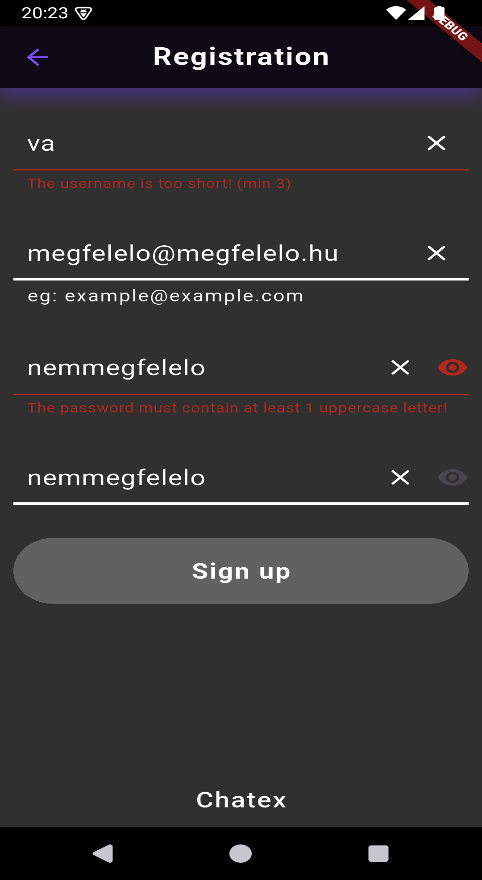 20:23
DEBUG
Registration
va
The username is too short! (min 3)
megfelelo@megfelelo.hu
eg: example@example.com
nemmegfelelo
The password must contain at least 1 uppercase letter!
nemmegfelelo
Sign up
Chatex